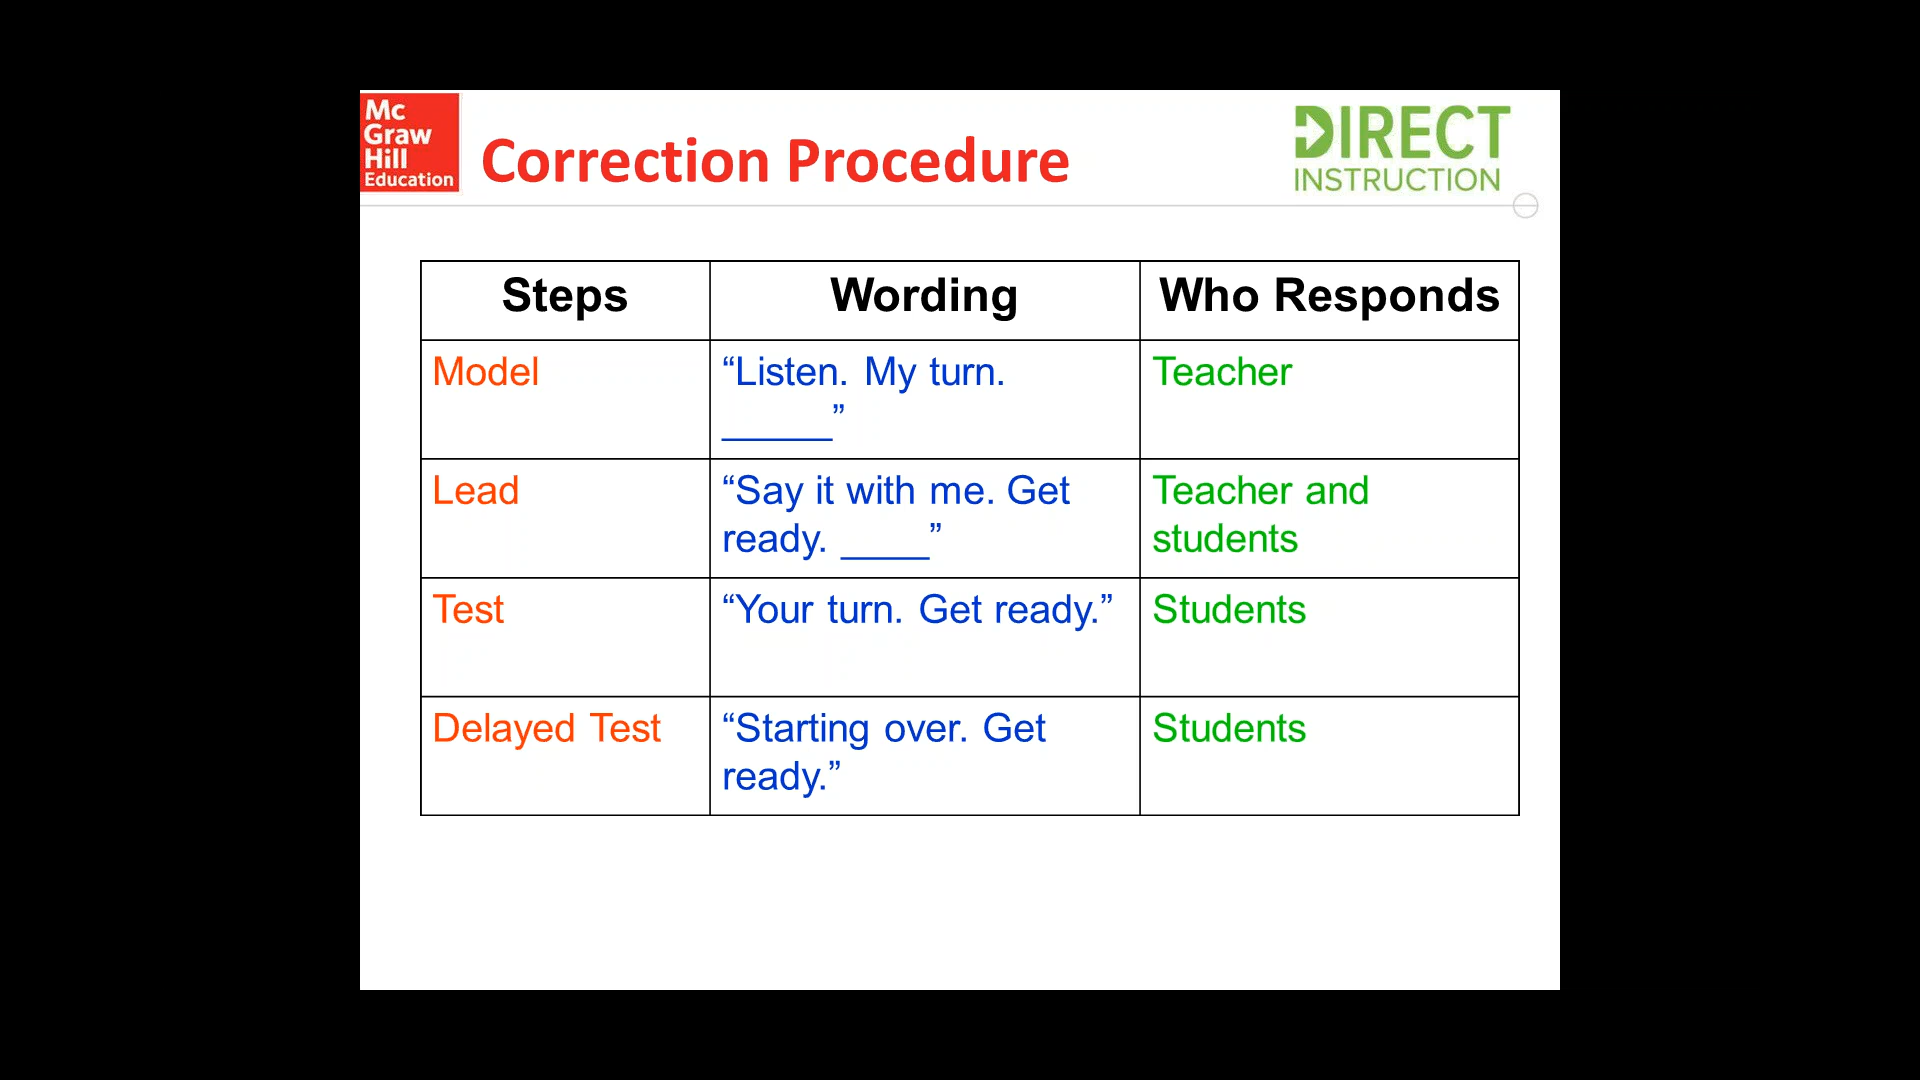 Mc
Graw
Hill
Education
Correction Procedure
DIRECT
INSTRUCTION
Steps
Wording
Who Responds
Model
“Listen. My turn.
_____”
Teacher
Lead
“Say it with me. Get
ready. ____”
Teacher and
students
Test
“Your turn. Get ready.”
Students
Delayed Test
“Starting over. Get
ready.”
Students